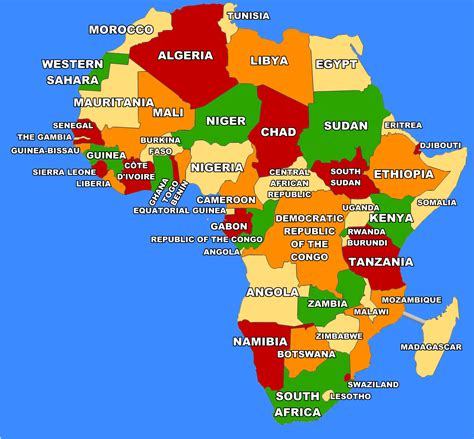 TUNISIA
MOROCCO
ALGERIA
LIBYA
EGYPT
WESTERN
SAHARA
MAURITANIA
MALI
NIGER
CHAD
SUDAN
ERITREA
SENEGAL
THE GAMBIA
GUINEA-BISSAU
GUINEA
BURKINA
FASO
DJIBOUTI
SIERRA LEONE
LIBERIA
CÔTE
D'IVOIRE
GHANA
TOGO
BENIN
NIGERIA
CENTRAL
AFRICAN
REPUBLIC
SOUTH
SUDAN
ETHIOPIA
SOMALIA
CAMEROON
EQUATORIAL GUINEA
GABON
REPUBLIC OF THE CONGO
ANGOLA
DEMOCRATIC
REPUBLIC
OF THE
CONGO
UGANDA
KENYA
RWANDA
BURUNDI
TANZANIA
ANGOLA
ZAMBIA
MALAWI
MOZAMBIQUE
ZIMBABWE
MADAGASCAR
NAMIBIA
BOTSWANA
SWAZILAND
LESOTHO
SOUTH
AFRICA